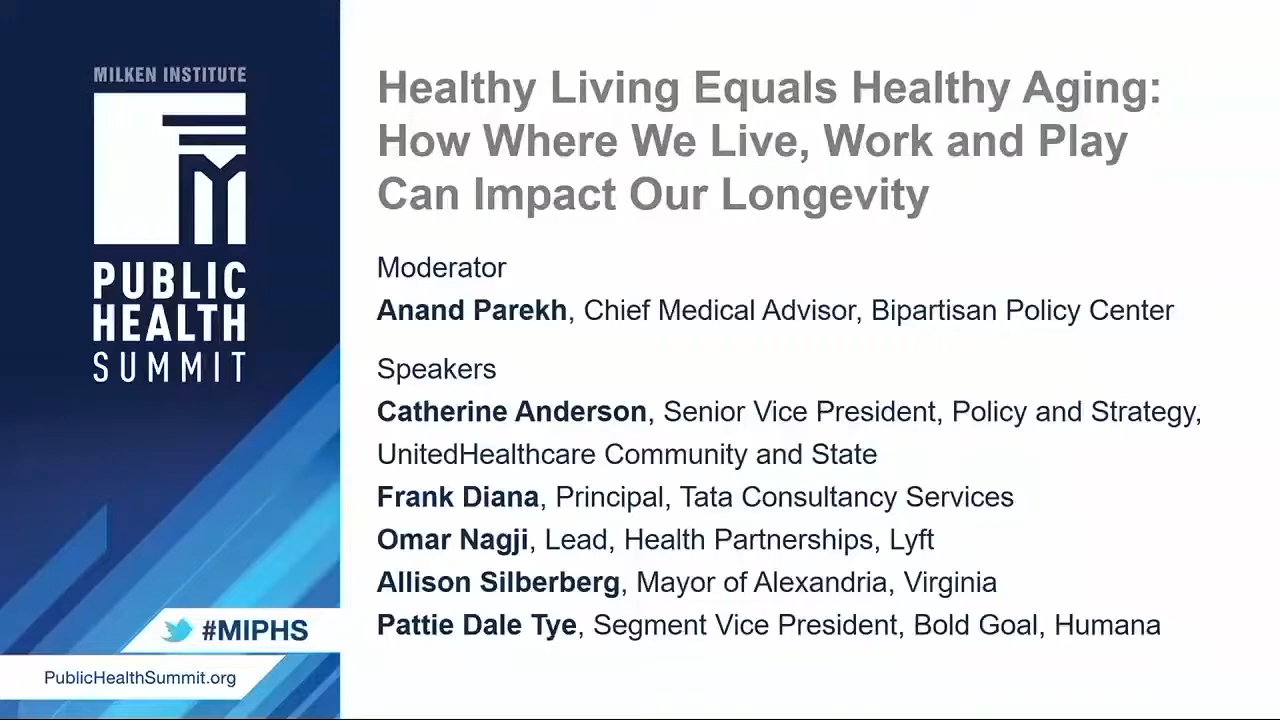 MILKEN INSTITUTE
PUBLIC
HEALTH
SUMMIT
#MIPHS
PublicHealthSummit.org
Healthy Living Equals Healthy Aging:
How Where We Live, Work and Play
Can Impact Our Longevity
Moderator
Anand Parekh, Chief Medical Advisor, Bipartisan Policy Center
Speakers
Catherine Anderson, Senior Vice President, Policy and Strategy,
UnitedHealthcare Community and State
Frank Diana, Principal, Tata Consultancy Services
Omar Nagji, Lead, Health Partnerships, Lyft
Allison Silberberg, Mayor of Alexandria, Virginia
Pattie Dale Tye, Segment Vice President, Bold Goal, Humana